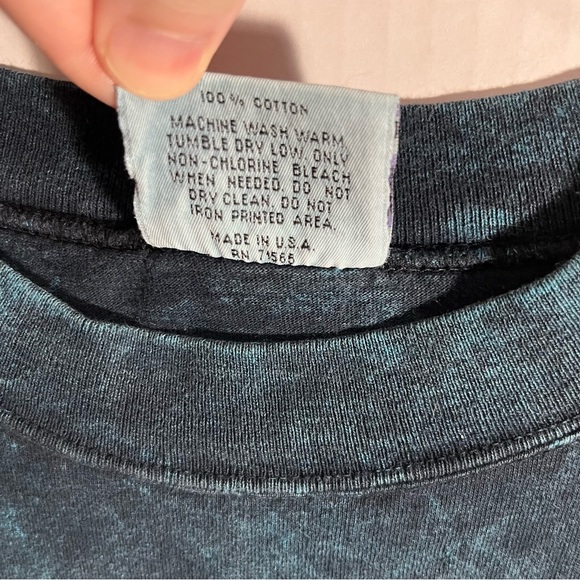 100% COTTON
MACHINE WASH WARM,
TUMBLE DRY LOW, ONLY
NON-CHLORINE BLEACH
WHEN NEEDED. DO NOT
DRY CLEAN. DO NOT
IRON PRINTED AREA.
MADE IN U.S.A.
RN 71565